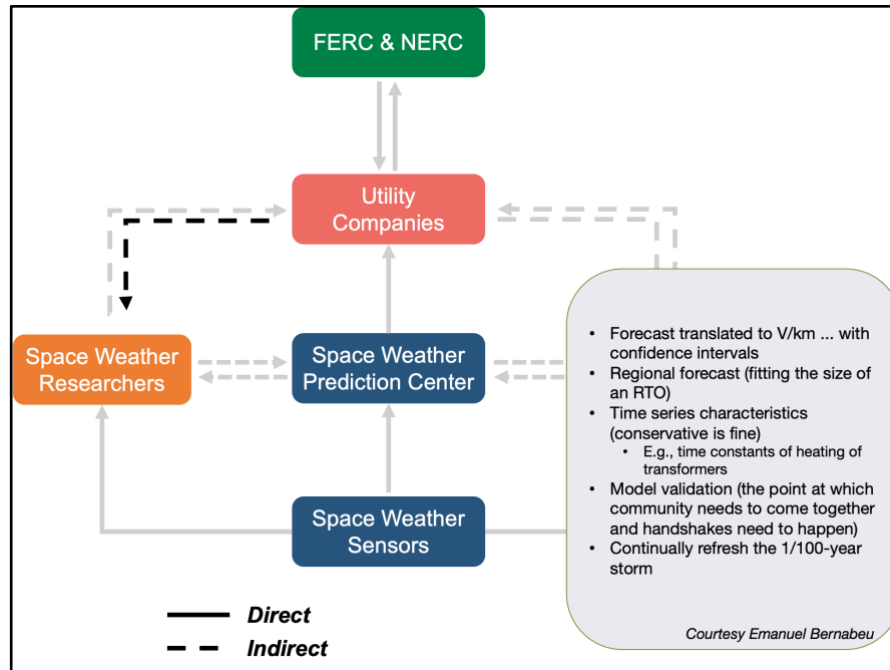 FERC & NERC
Utility
Companies
Space Weather
Researchers
Space Weather
Prediction Center
Space Weather
Sensors
• Forecast translated to V/km ... with
confidence intervals
• Regional forecast (fitting the size of
an RTO)
• Time series characteristics
(conservative is fine)
• E.g., time constants of heating of
transformers
• Model validation (the point at which
community needs to come together
and handshakes need to happen)
• Continually refresh the 1/100-year
storm
Courtesy Emanuel Bernabeu
Direct
Indirect